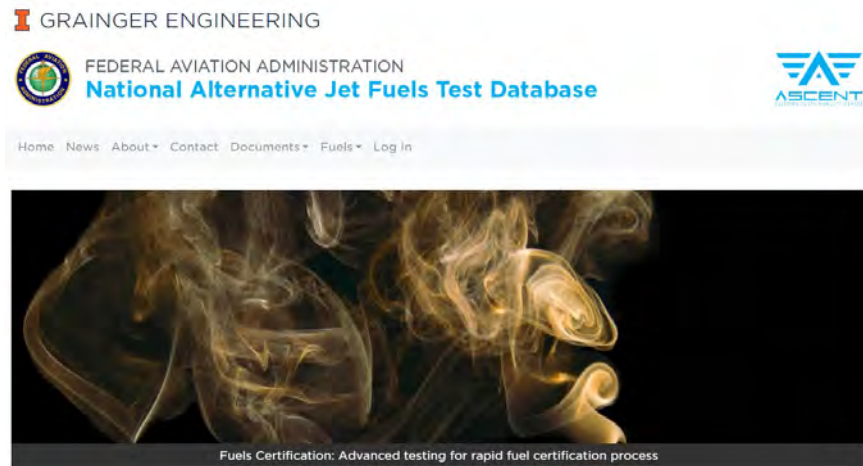 I GRAINGER ENGINEERING
FEDERAL AVIATION ADMINISTRATION
National Alternative Jet Fuels Test Database
ASCENT
Home News About Contact Documents Fuels Log In
Fuels Certification: Advanced testing for rapid fuel certification process